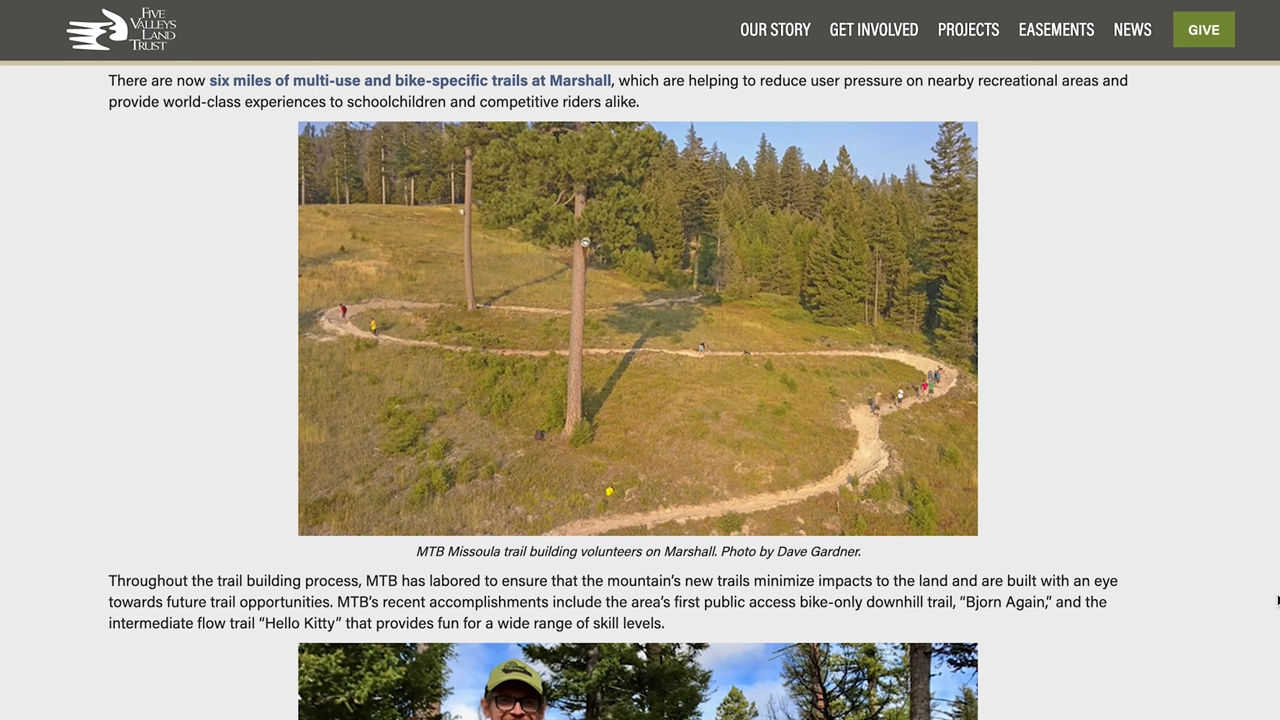 FIVE
VALLEYS
LAND
TRUST
OUR STORY GET INVOLVED PROJECTS EASEMENTS NEWS GIVE
There are now six miles of multi-use and bike-specific trails at Marshall, which are helping to reduce user pressure on nearby recreational areas and
provide world-class experiences to schoolchildren and competitive riders alike.
MTB Missoula trail building volunteers on Marshall. Photo by Dave Gardner.
Throughout the trail building process, MTB has labored to ensure that the mountain's new trails minimize impacts to the land and are built with an eye
towards future trail opportunities. MTB's recent accomplishments include the area's first public access bike-only downhill trail, “Bjorn Again,” and the
intermediate flow trail “Hello Kitty” that provides fun for a wide range of skill levels.